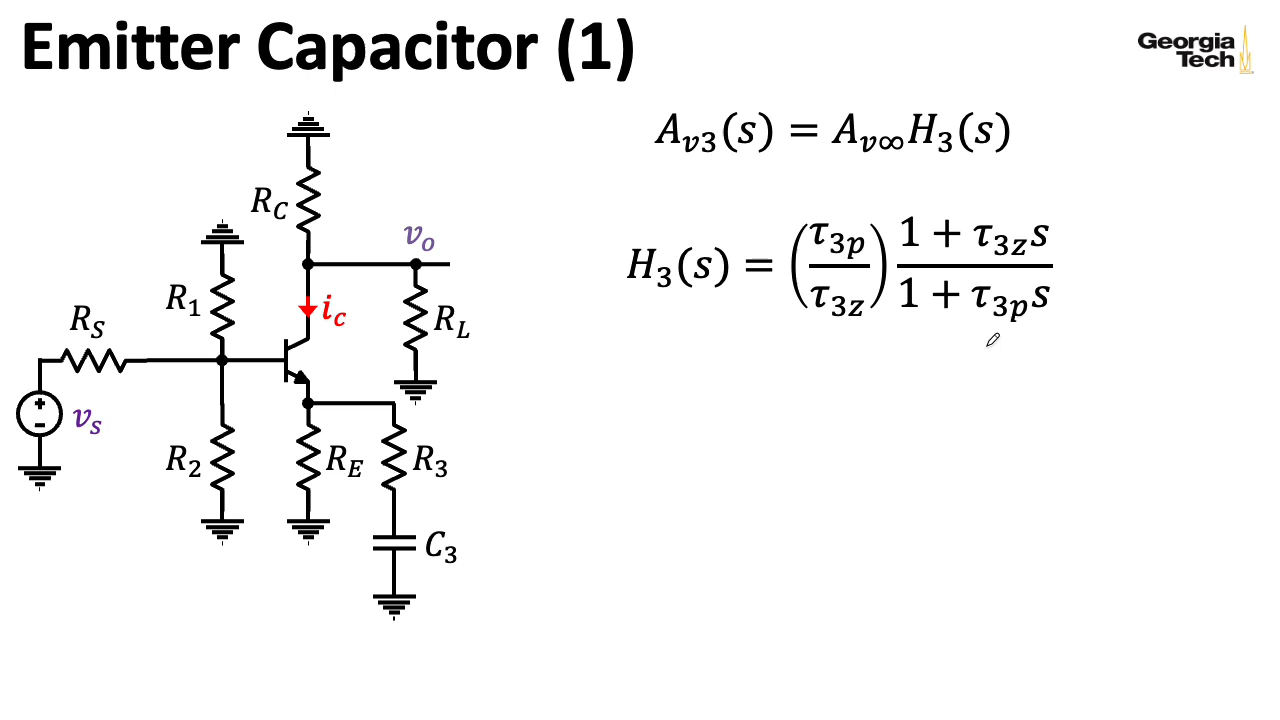 Emitter Capacitor (1)
Georgia
Tech
A_{v3}(s) = A_{v∞}H_3(s)
H_3(s) = (τ_{3p}/τ_{3z}) (1 + τ_{3z}s)/(1 + τ_{3p}s)
R_C
v_o
R_1
i_c
R_S
R_L
+
-
v_s
R_2
R_E
R_3
C_3